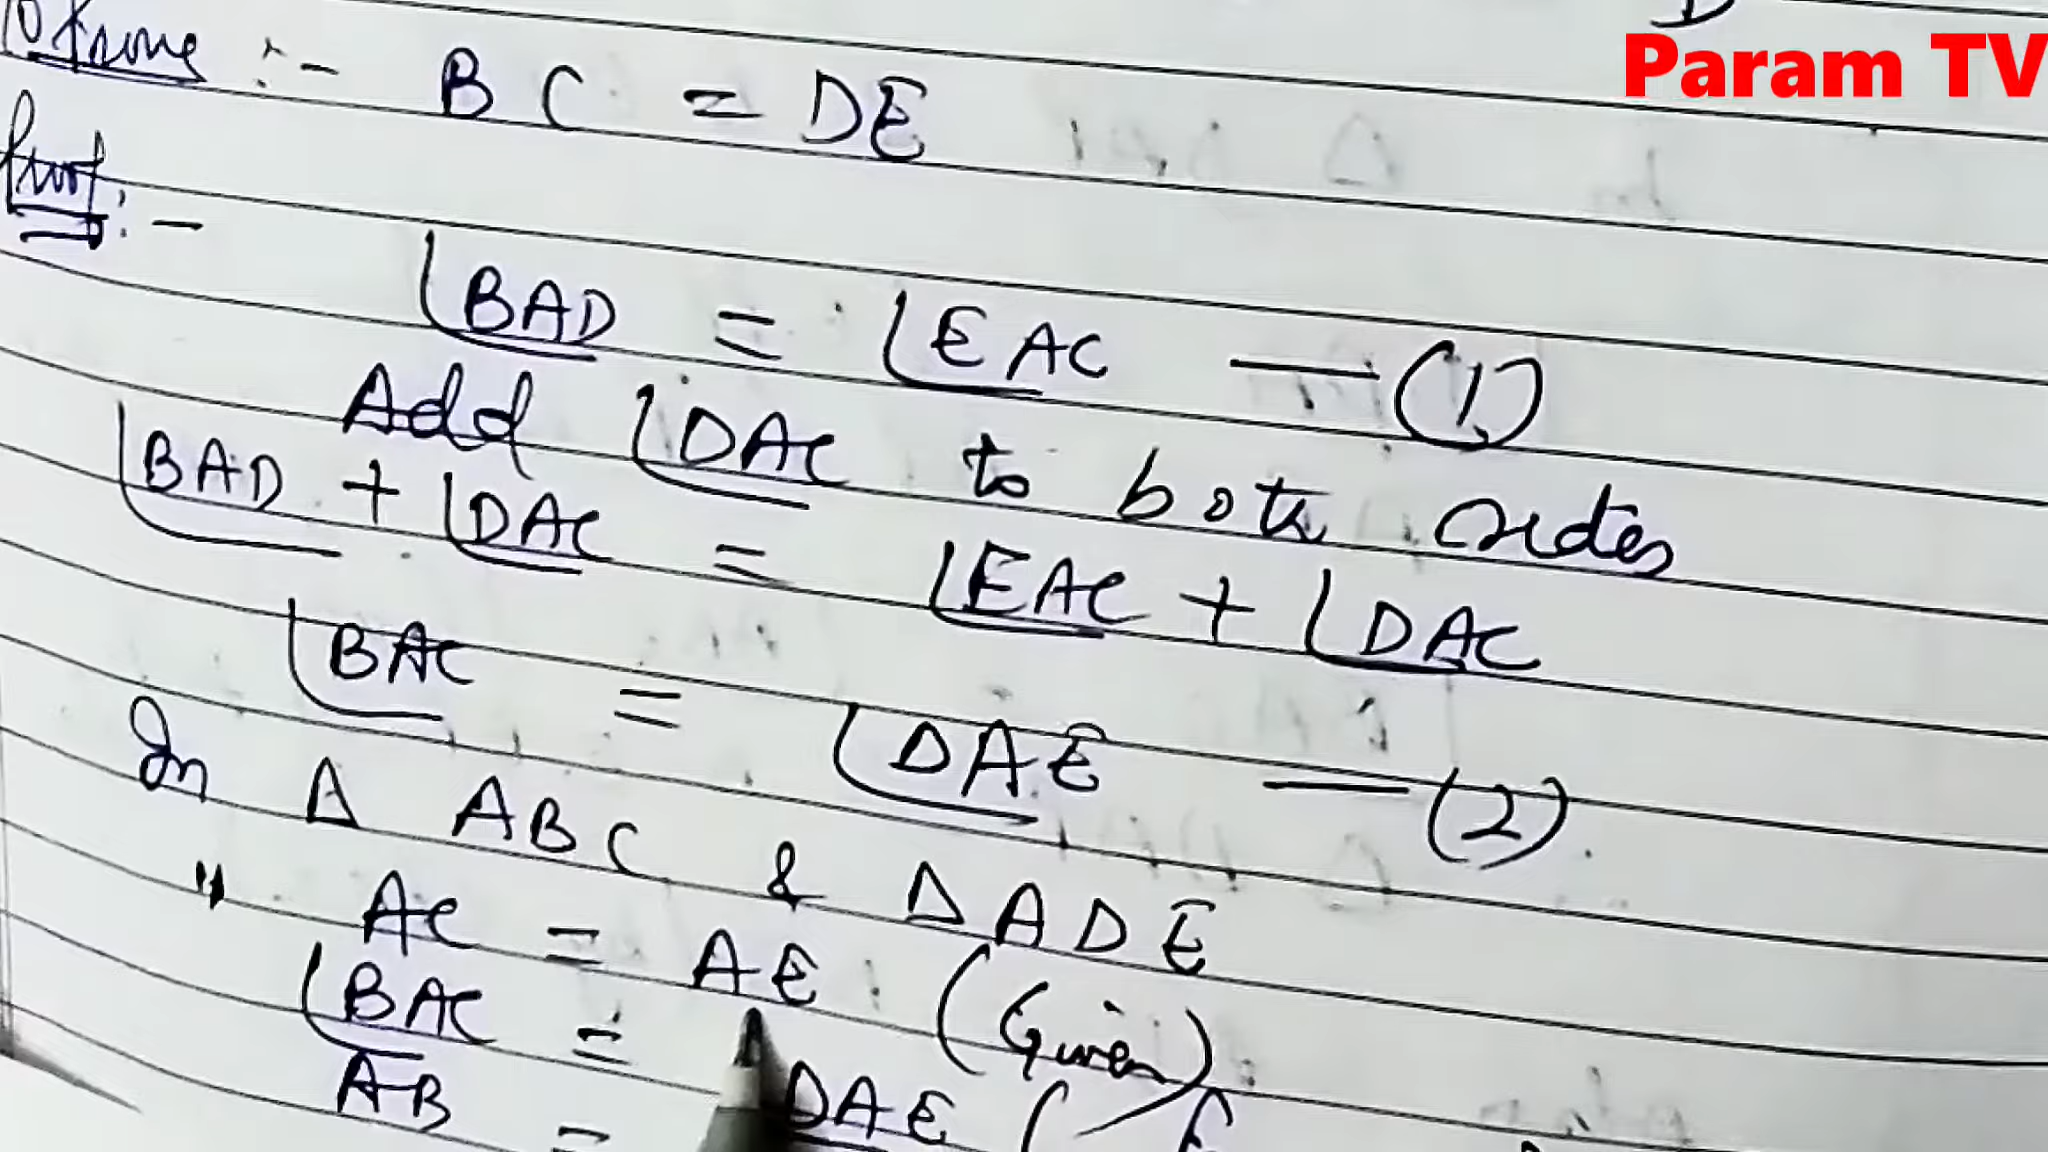 Param TV
To Prove :- BC = DE
Proof :-
∠BAD = ∠EAC — (1)
Add ∠DAC to both sides
∠BAD + ∠DAC = ∠EAC + ∠DAC
∠BAC = ∠DAE — (2)
In Δ ABC & Δ ADE
" AC = AE (Given)
∠BAC = DAE (
AB =